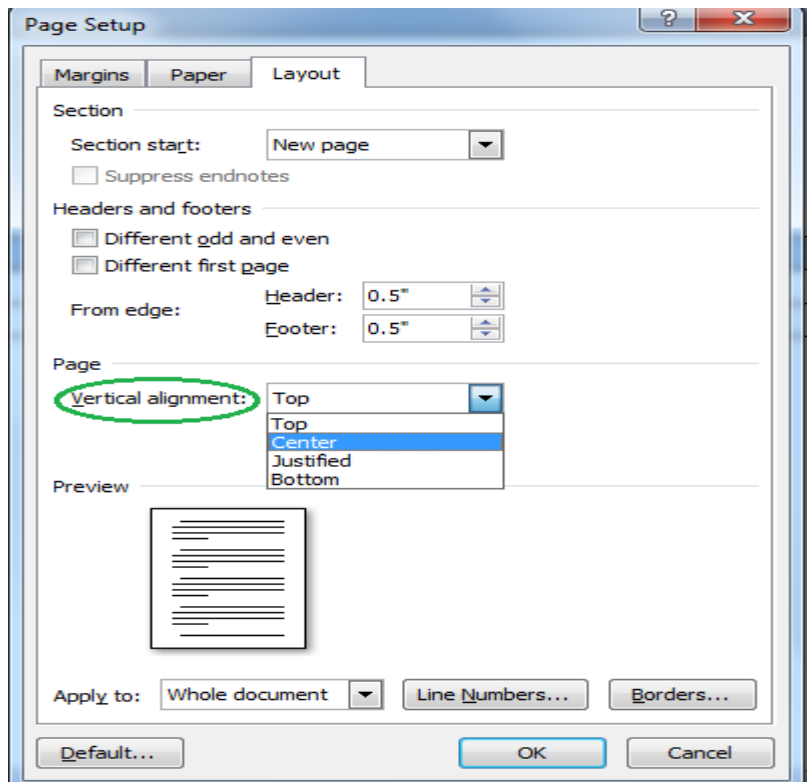 Page Setup
Margins Paper Layout
Section
Section start: New page
Suppress endnotes
Headers and footers
Different odd and even
Different first page
From edge:
Header: 0.5"
Footer: 0.5"
Page
Vertical alignment: Top
Top
Center
Justified
Bottom
Preview
Apply to: Whole document Line Numbers... Borders...
Default... OK Cancel